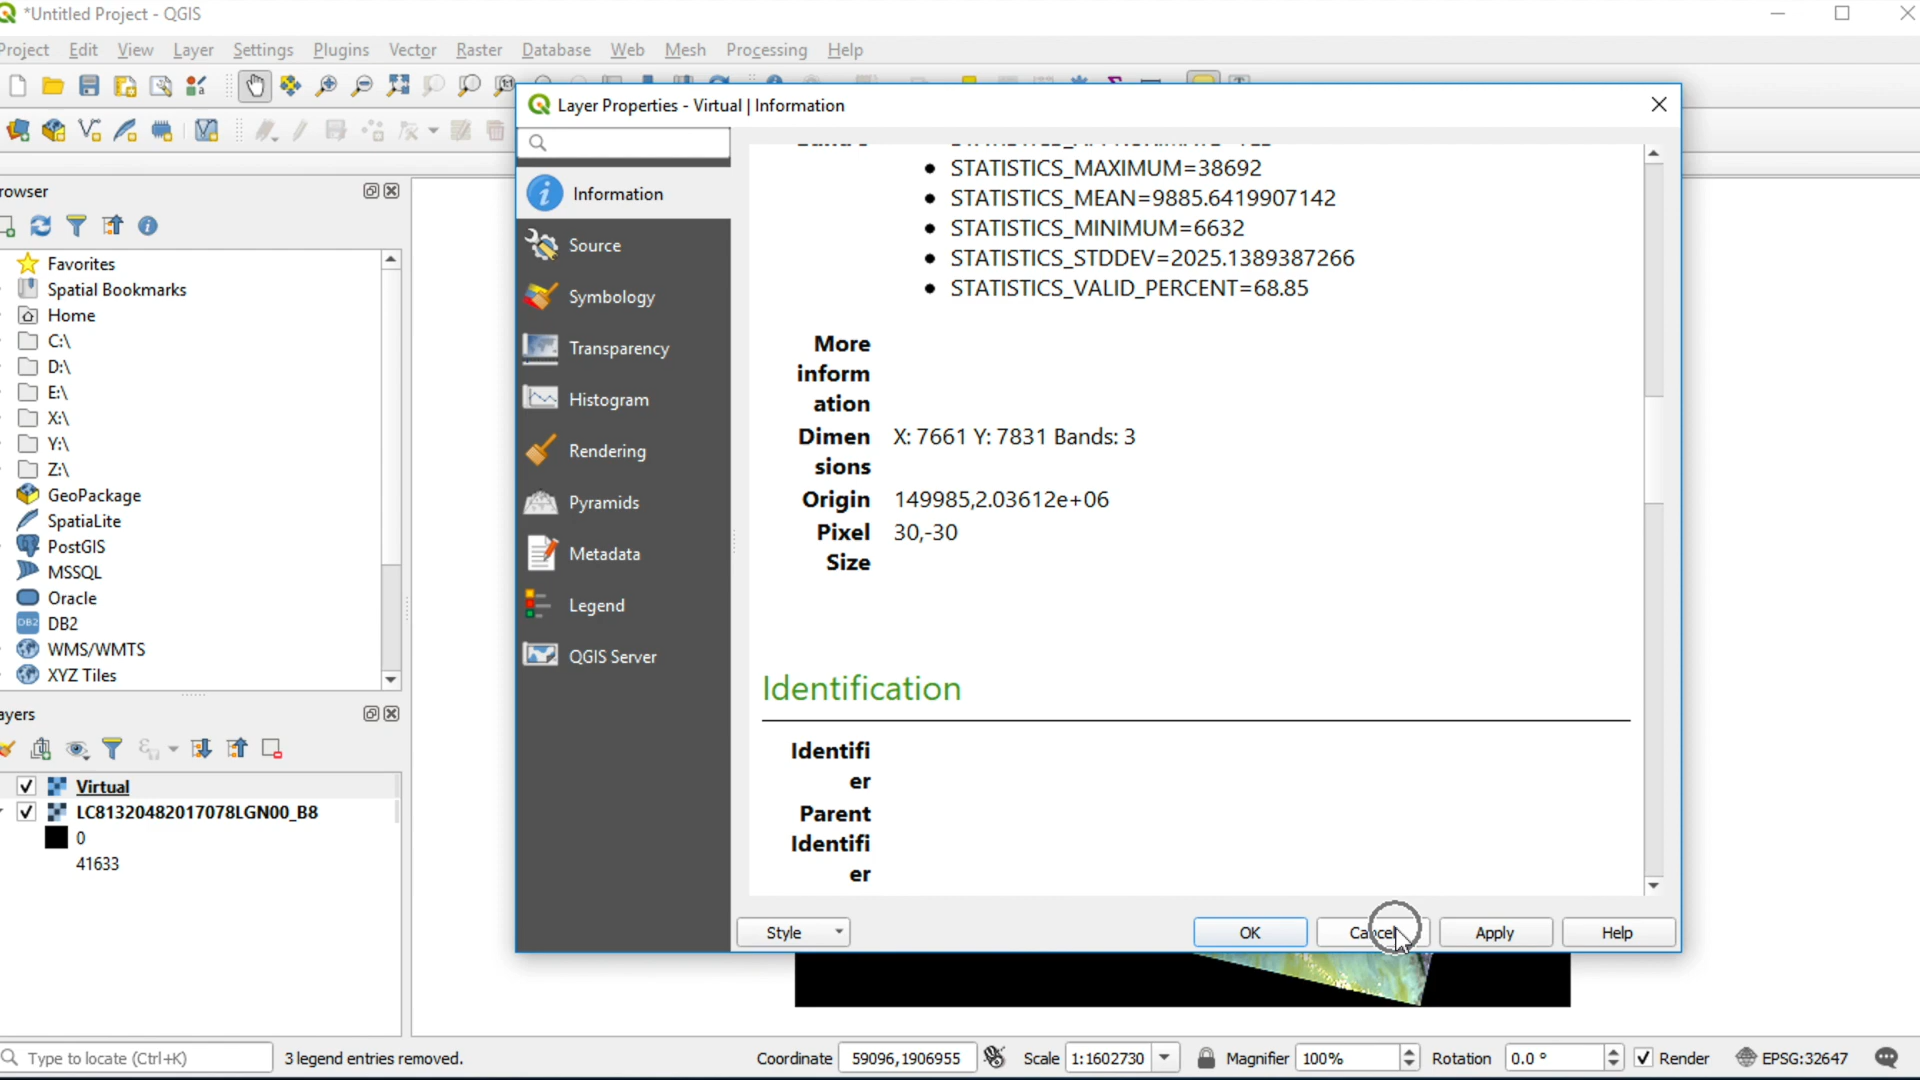 *Untitled Project - QGIS
Project Edit View Layer Settings Plugins Vector Raster Database Web Mesh Processing Help
Layer Properties - Virtual | Information
Information
Source
Symbology
Transparency
Histogram
Rendering
Pyramids
Metadata
Legend
QGIS Server
STATISTICS_MAXIMUM=38692
STATISTICS_MEAN=9885.6419907142
STATISTICS_MINIMUM=6632
STATISTICS_STDDEV=2025.1389387266
STATISTICS_VALID_PERCENT=68.85
More
inform
ation
Dimen X: 7661 Y: 7831 Bands: 3
sions
Origin 149985,2.03612e+06
Pixel 30,-30
Size
Identification
Identifi
er
Parent
Identifi
er
Style OK Cancel Apply Help
rowser
Favorites
Spatial Bookmarks
Home
C:\
D:\
E:\
X:\
Y:\
Z:\
GeoPackage
SpatiaLite
PostGIS
MSSQL
Oracle
DB2 DB2
WMS/WMTS
XYZ Tiles
ayers
Virtual
LC81320482017078LGN00_B8
0
41633
Type to locate (Ctrl+K) 3 legend entries removed. Coordinate 59096,1906955 Scale 1:1602730 Magnifier 100% Rotation 0.0 ° Render EPSG:32647